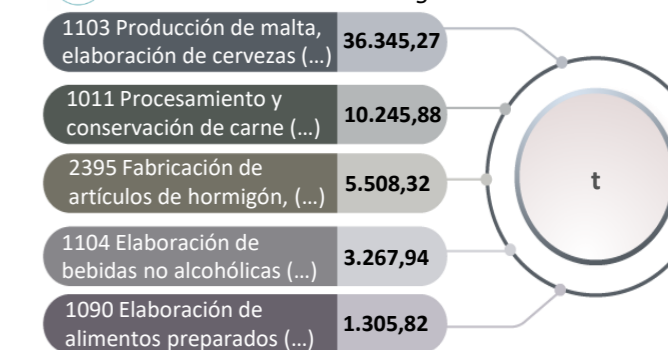 1103 Producción de malta,
elaboración de cervezas (...)
36.345,27
1011 Procesamiento y
conservación de carne (...)
10.245,88
2395 Fabricación de
artículos de hormigón, (...)
5.508,32
1104 Elaboración de
bebidas no alcohólicas (...)
3.267,94
1090 Elaboración de
alimentos preparados (...)
1.305,82
t